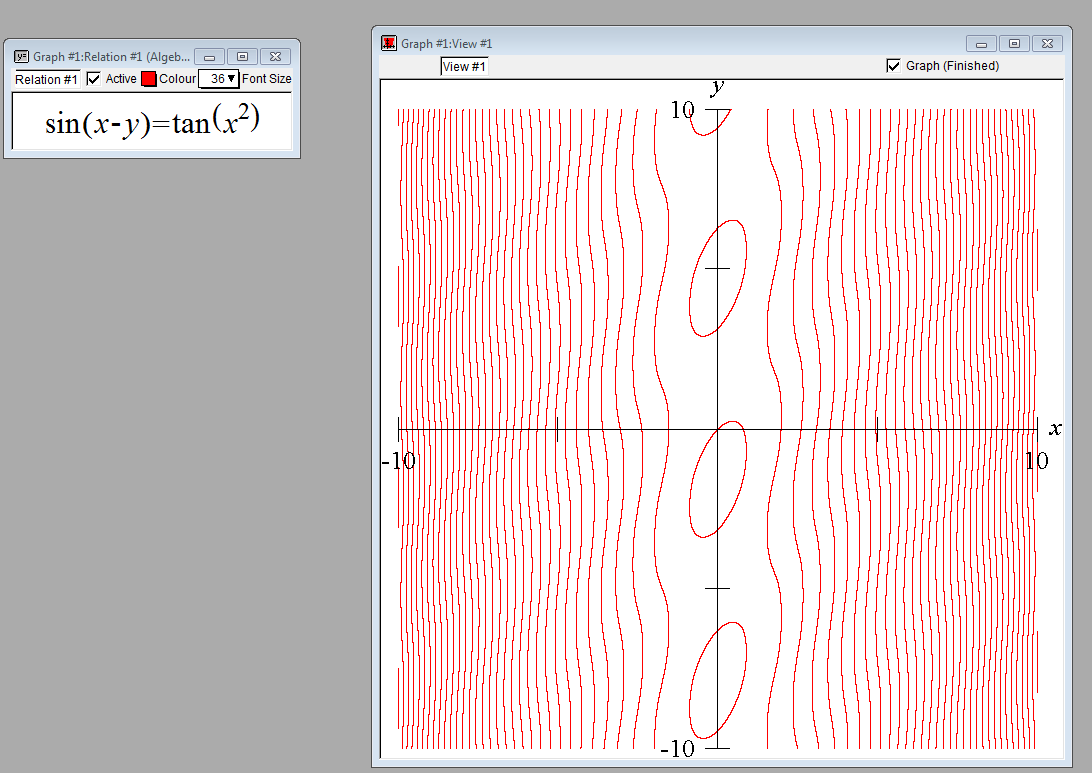 Graph #1:Relation #1 (Algeb...
Relation #1 Active Colour 36 Font Size
sin(x-y)=tan(x²)
Graph #1:View #1
View #1 Graph (Finished)
y
10
x
-10 10
-10